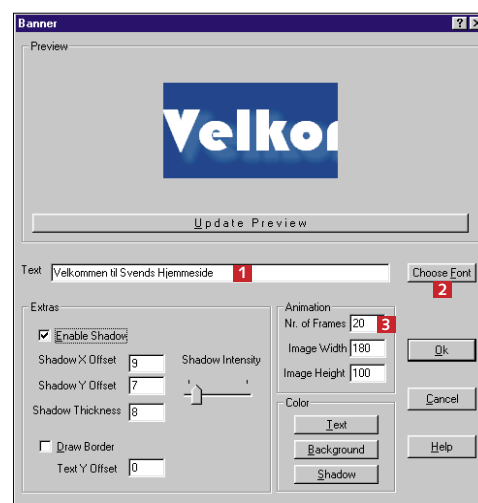 Banner
Preview
Velkor
Update Preview
Text Velkommen til Svends Hjemmeside 1
Choose Font
2
Extras
Enable Shadow
Shadow X Offset 9
Shadow Y Offset 7
Shadow Thickness 8
Shadow Intensity
Draw Border
Text Y Offset 0
Animation
Nr. of Frames 20 3
Image Width 180
Image Height 100
Color
Text
Background
Shadow
Ok
Cancel
Help